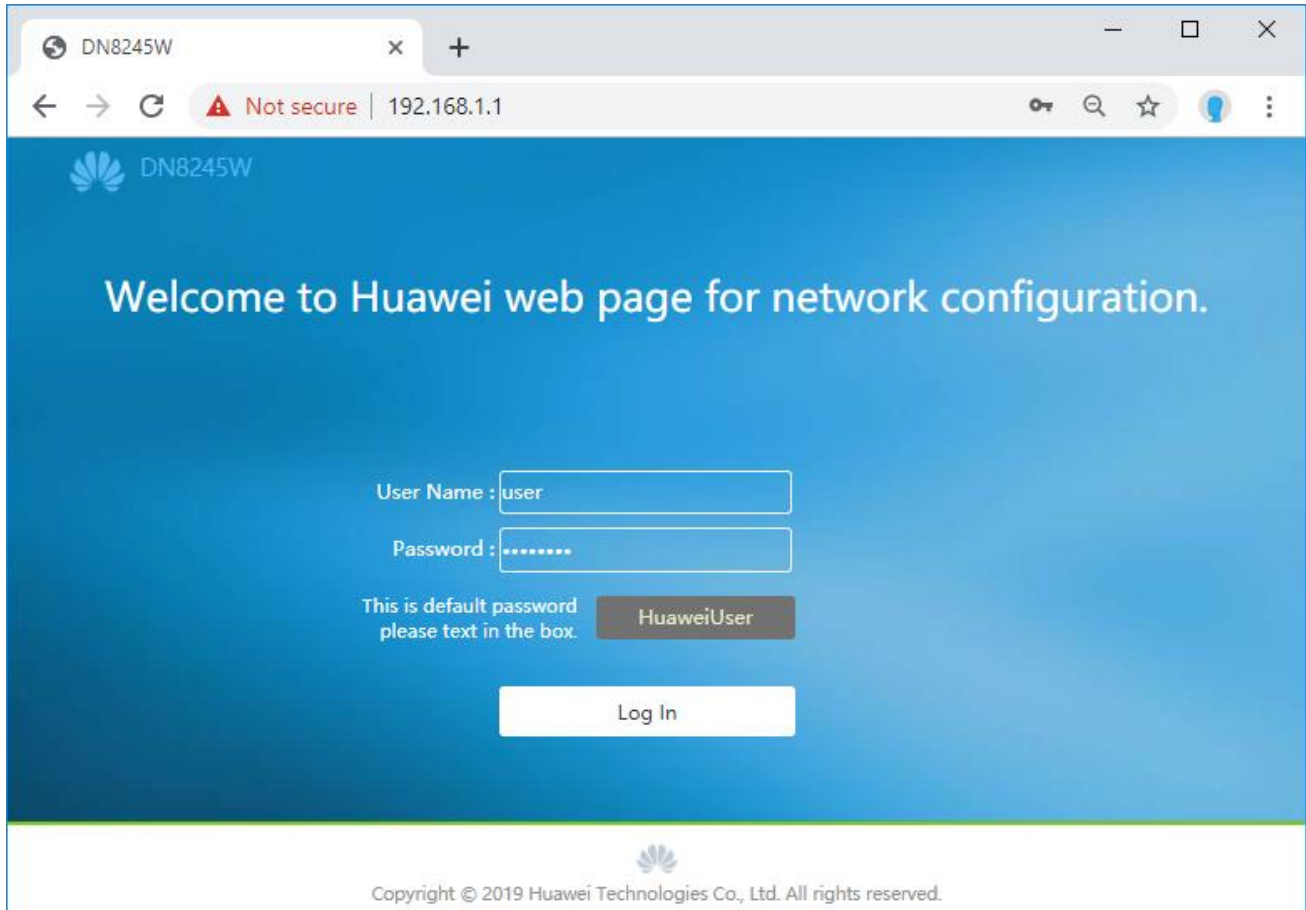 DN8245W
Not secure 192.168.1.1
DN8245W
Welcome to Huawei web page for network configuration.
User Name : user
Password : ••••••••
This is default password
please text in the box.
HuaweiUser
Log In
Copyright © 2019 Huawei Technologies Co., Ltd. All rights reserved.